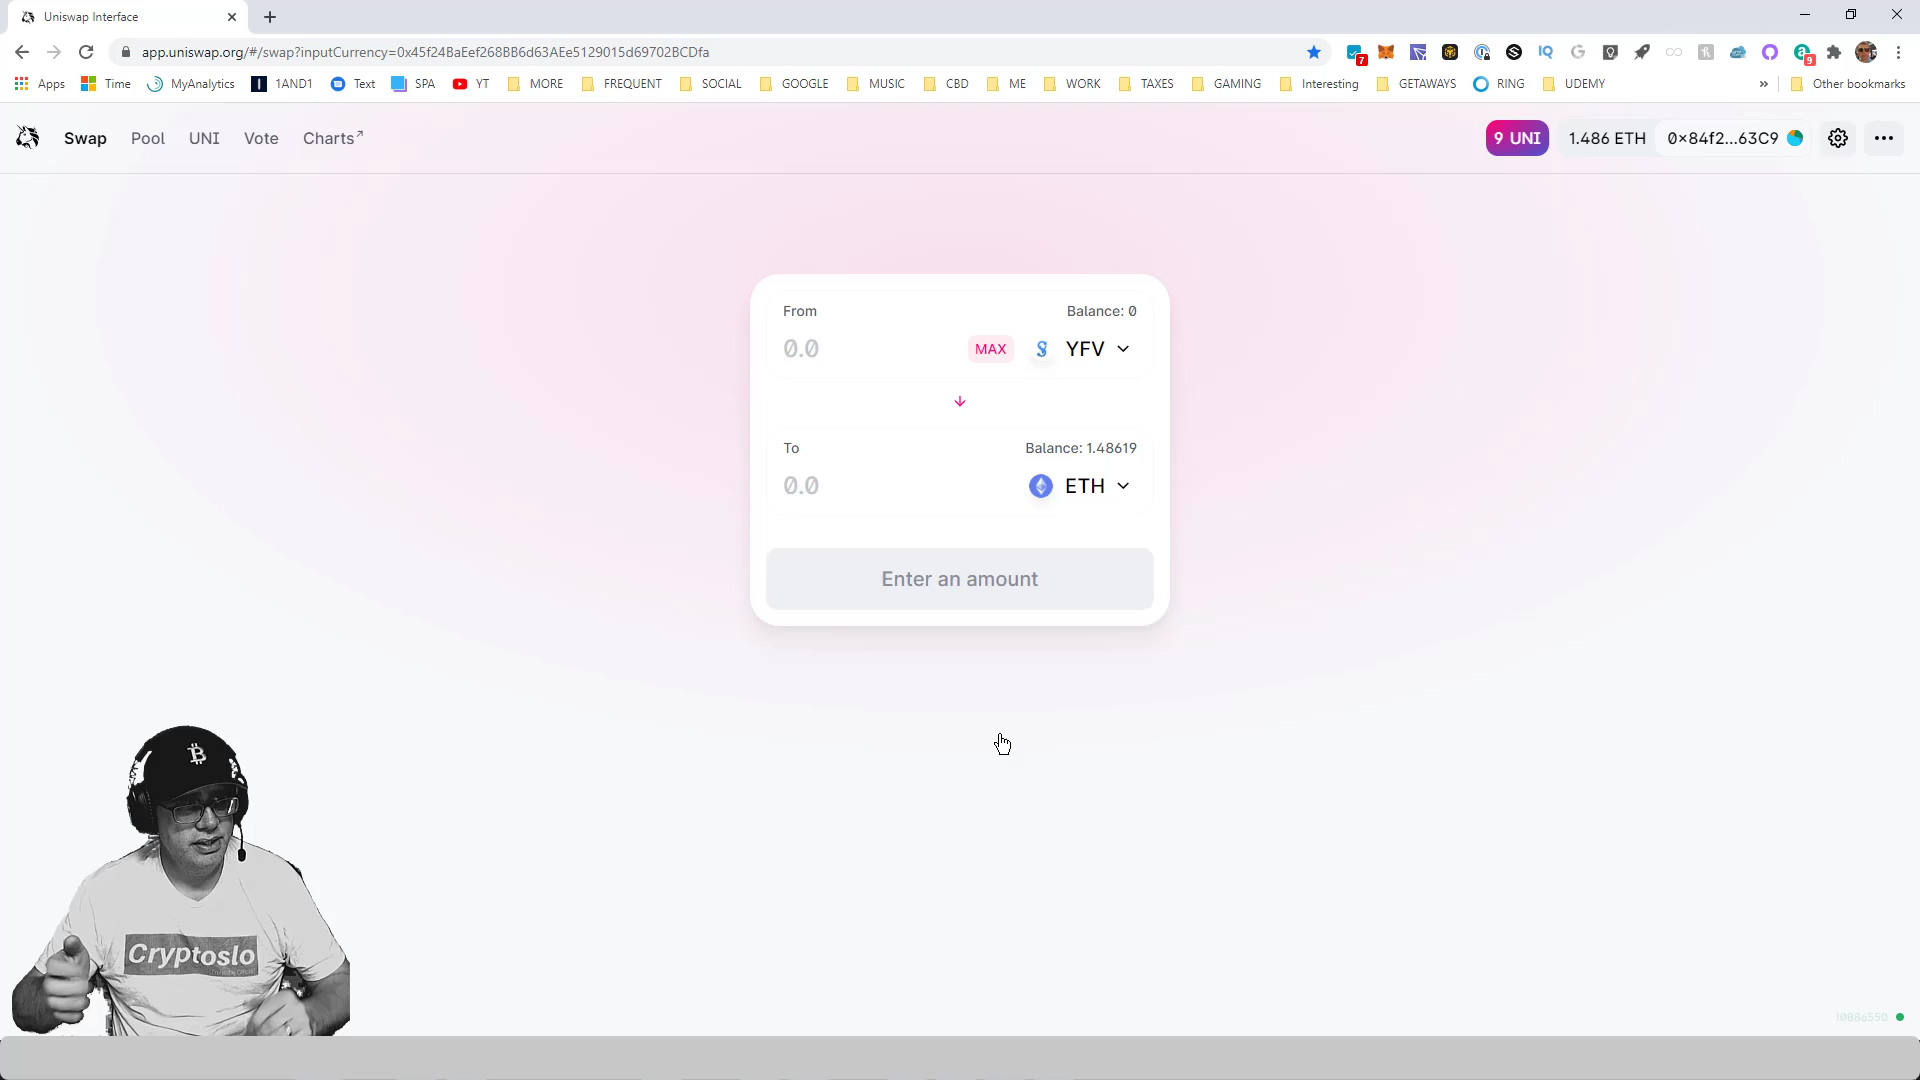 Uniswap Interface
app.uniswap.org/#/swap?inputCurrency=0x45f24BaEef268BB6d63AEe5129015d69702BCDfa
7
9
Apps Time MyAnalytics 1AND1 Text SPA YT MORE FREQUENT SOCIAL GOOGLE MUSIC CBD ME WORK TAXES GAMING Interesting GETAWAYS RING UDEMY » Other bookmarks
Swap Pool UNI Vote Charts↗ 9 UNI 1.486 ETH 0x84f2...63C9
From Balance: 0
0.0 MAX YFV
To Balance: 1.48619
0.0 ETH
Enter an amount
Cryptoslo
10886550